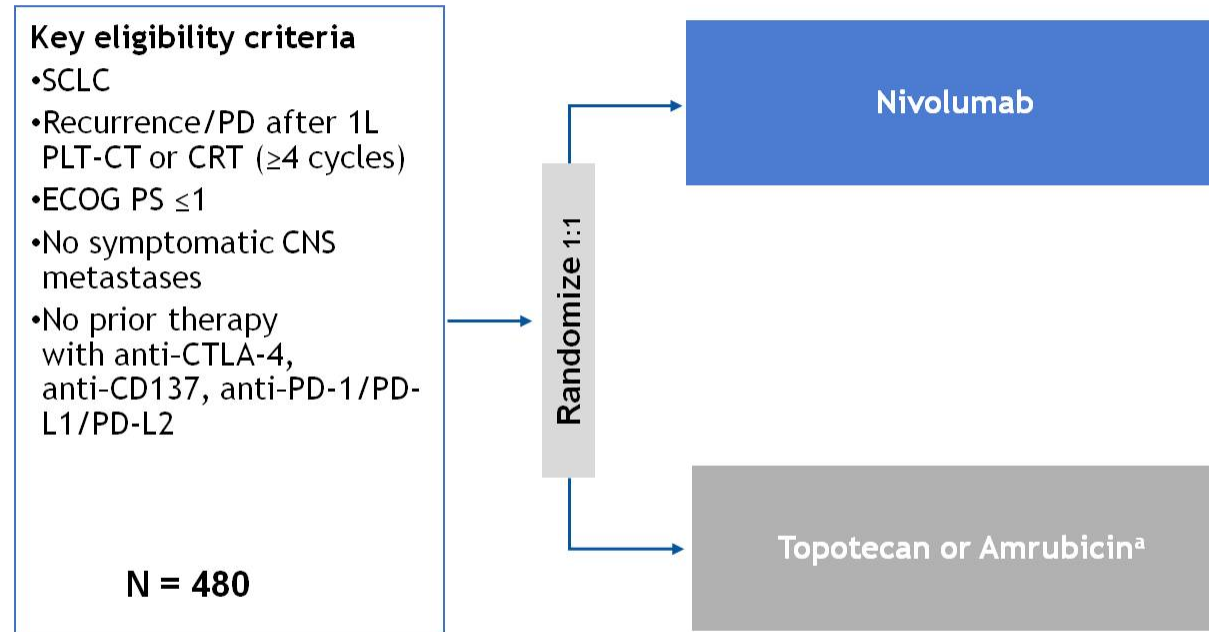 Key eligibility criteria
•SCLC
•Recurrence/PD after 1L
PLT-CT or CRT (≥4 cycles)
•ECOG PS ≤1
•No symptomatic CNS
metastases
•No prior therapy
with anti-CTLA-4,
anti-CD137, anti-PD-1/PD-
L1/PD-L2
N = 480
Randomize 1:1
Nivolumab
Topotecan or Amrubicinᵃ